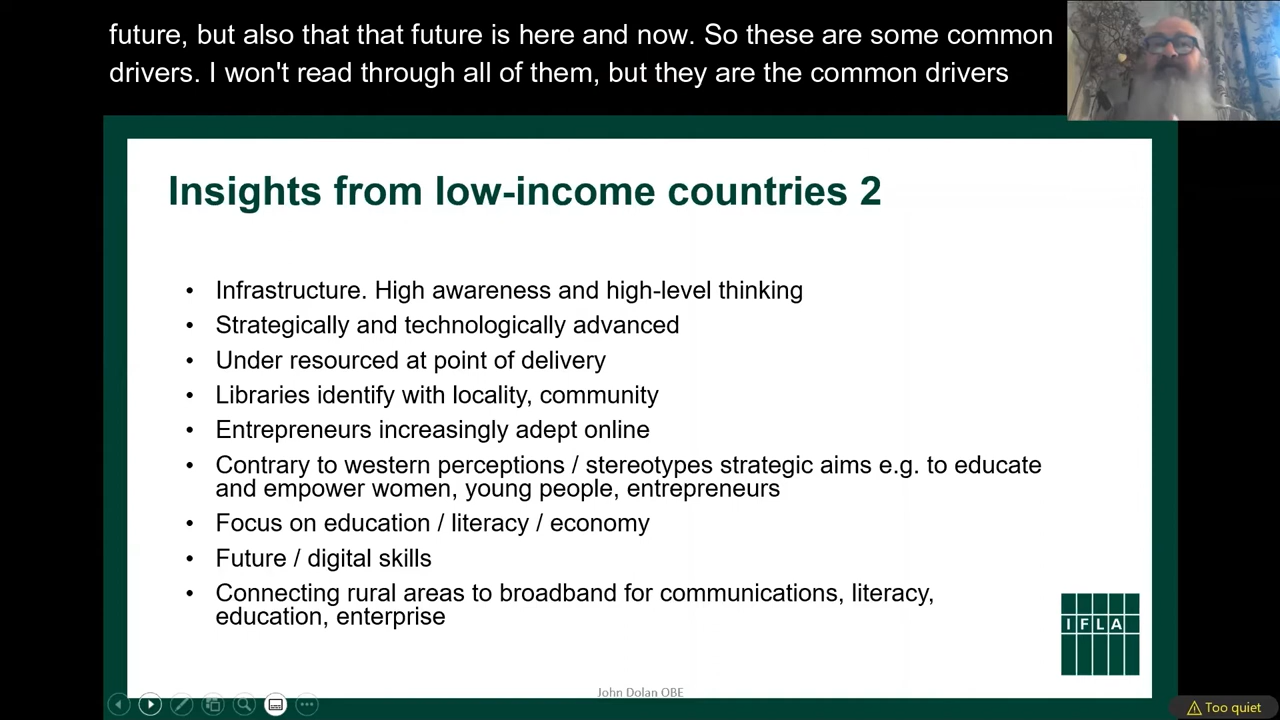 future, but also that that future is here and now. So these are some common
drivers. I won't read through all of them, but they are the common drivers
Insights from low-income countries 2
• Infrastructure. High awareness and high-level thinking
• Strategically and technologically advanced
• Under resourced at point of delivery
• Libraries identify with locality, community
• Entrepreneurs increasingly adept online
• Contrary to western perceptions / stereotypes strategic aims e.g. to educate
and empower women, young people, entrepreneurs
• Focus on education / literacy / economy
• Future / digital skills
• Connecting rural areas to broadband for communications, literacy,
education, enterprise
IFLA
John Dolan OBE
Too quiet